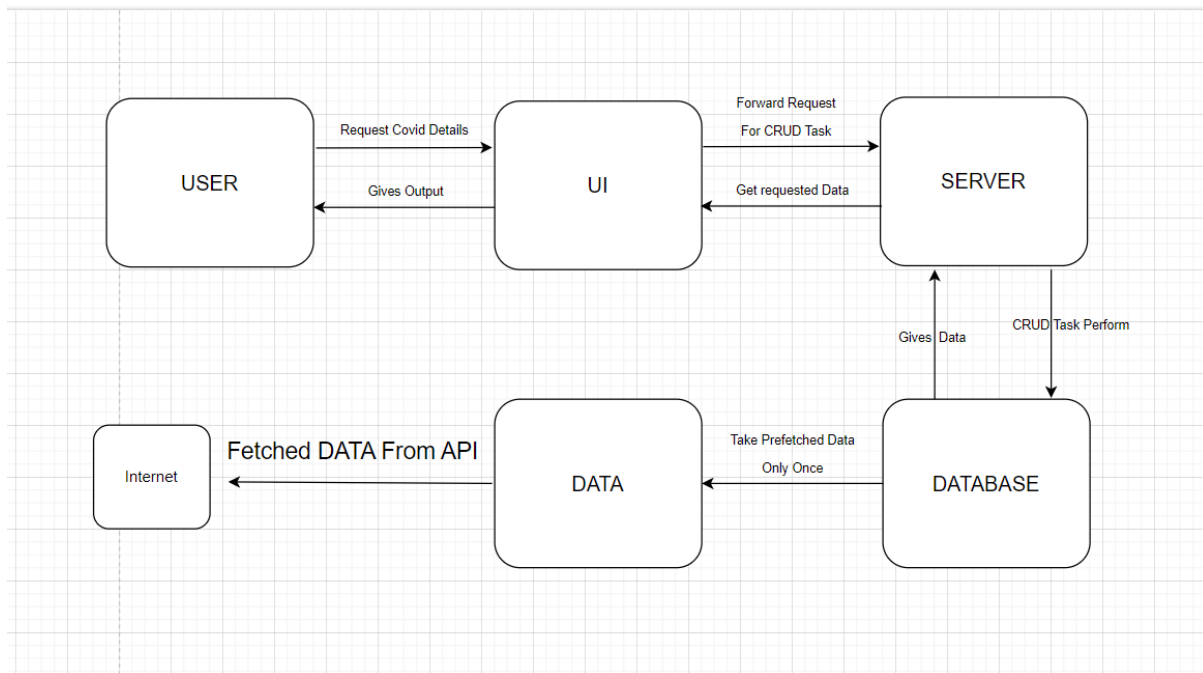 Forward Request
Request Covid Details
For CRUD Task
USER
UI
SERVER
Gives Output
Get requested Data
Gives Data
CRUD Task Perform
Fetched DATA From API
Take Prefetched Data
Only Once
Internet
DATA
DATABASE